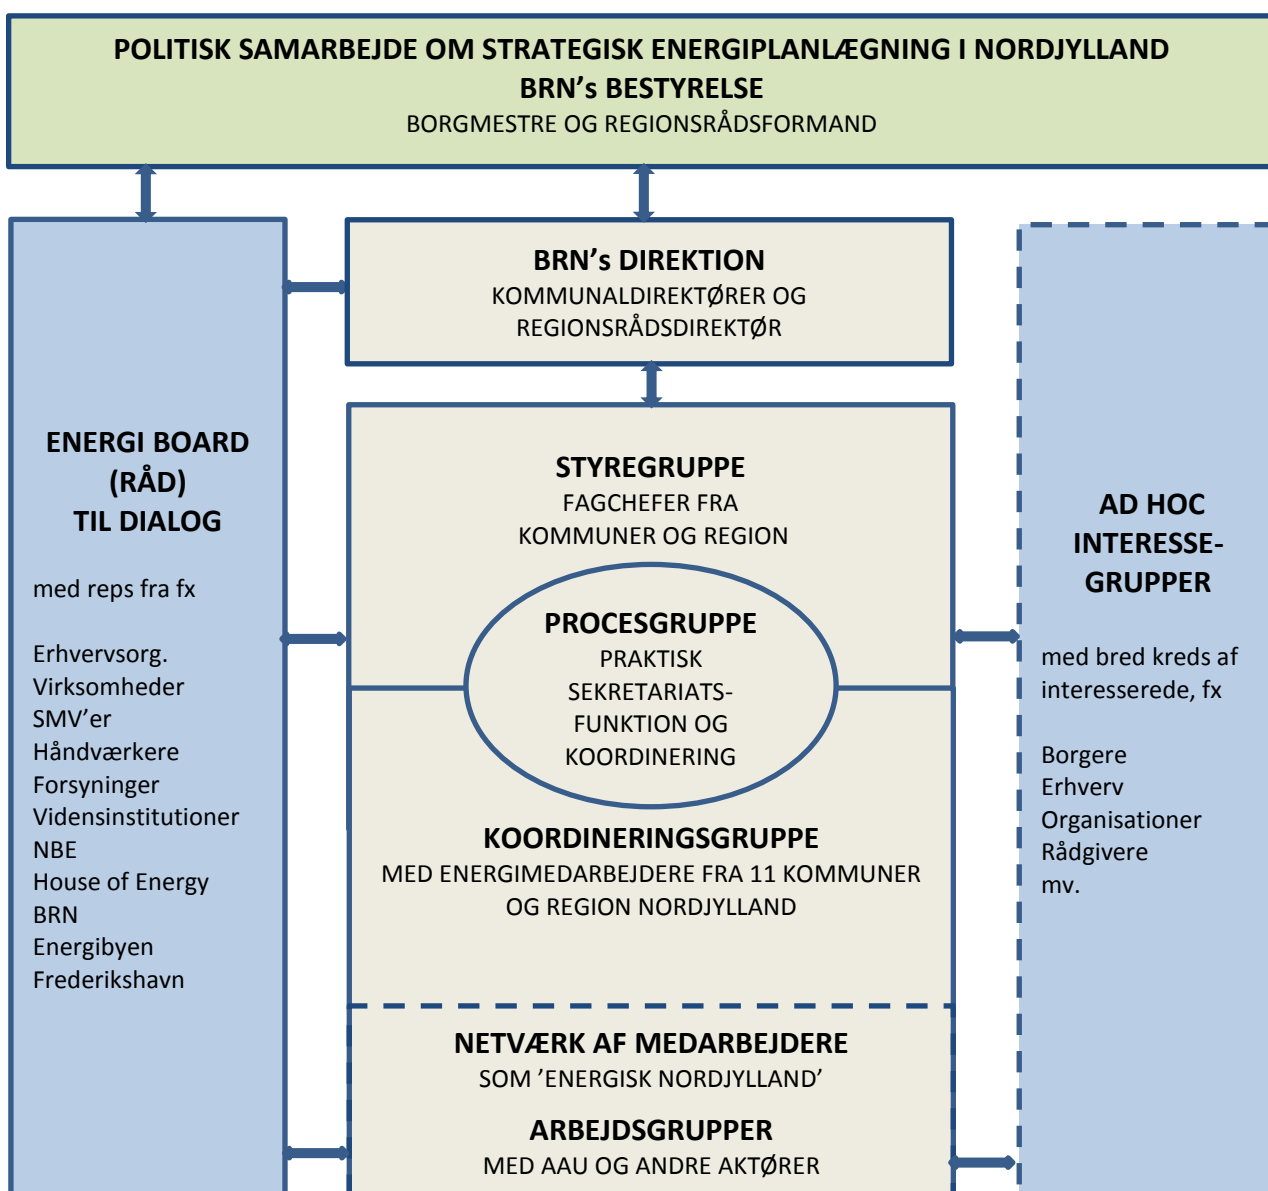 POLITISK SAMARBEJDE OM STRATEGISK ENERGIPLANLÆGNING I NORDJYLLAND
BRN's BESTYRELSE
BORGMESTRE OG REGIONSRÅDSFORMAND
ENERGI BOARD
(RÅD)
TIL DIALOG
med reps fra fx
Erhvervsorg.
Virksomheder
SMV'er
Håndværkere
Forsyninger
Vidensinstitutioner
NBE
House of Energy
BRN
Energibyen
Frederikshavn
BRN's DIREKTION
KOMMUNALDIREKTØRER OG
REGIONSRÅDSDIREKTØR
STYREGRUPPE
FAGCHEFER FRA
KOMMUNER OG REGION
PROCESGRUPPE
PRAKTISK
SEKRETARIATS-
FUNKTION OG
KOORDINERING
KOORDINERINGSGRUPPE
MED ENERGIMEDARBEJDERE FRA 11 KOMMUNER
OG REGION NORDJYLLAND
NETVÆRK AF MEDARBEJDERE
SOM ’ENERGISK NORDJYLLAND’
ARBEJDSGRUPPER
MED AAU OG ANDRE AKTØRER
AD HOC
INTERESSE-
GRUPPER
med bred kreds af
interesserede, fx
Borgere
Erhverv
Organisationer
Rådgivere
mv.